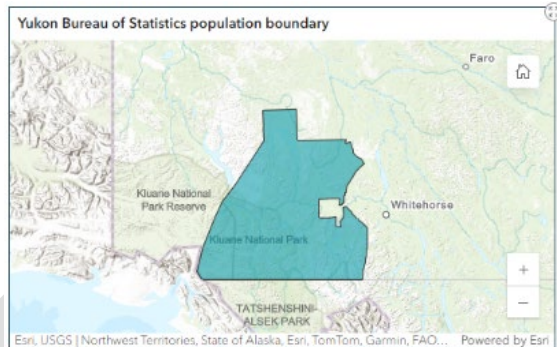 Yukon Bureau of Statistics population boundary
Faro
Kluane National
Park Reserve
Whitehorse
Kluane National Park
+
−
TATSHENSHINI-
ALSEK PARK
Esri, USGS | Northwest Territories, State of Alaska, Esri, TomTom, Garmin, FAO... Powered by Esri